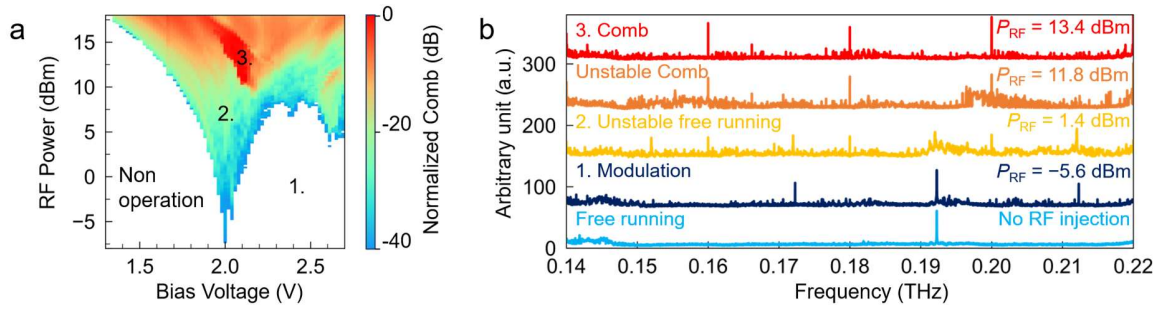 a
RF Power (dBm)
15
10
5
0
−5
1.5
2.0
2.5
Bias Voltage (V)
3.
2.
1.
Non
operation
0
−20
−40
Normalized Comb (dB)
b
Arbitrary unit (a.u.)
300
200
100
0
3. Comb
P_RF = 13.4 dBm
Unstable Comb
P_RF = 11.8 dBm
2. Unstable free running
P_RF = 1.4 dBm
1. Modulation
P_RF = −5.6 dBm
Free running
No RF injection
0.14 0.15 0.16 0.17 0.18 0.19 0.20 0.21 0.22
Frequency (THz)